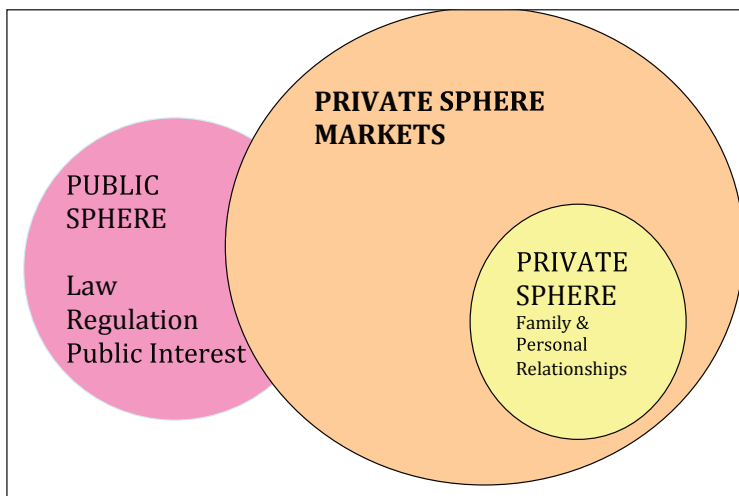 PRIVATE SPHERE
MARKETS
PUBLIC
SPHERE
Law
Regulation
Public Interest
PRIVATE
SPHERE
Family &
Personal
Relationships